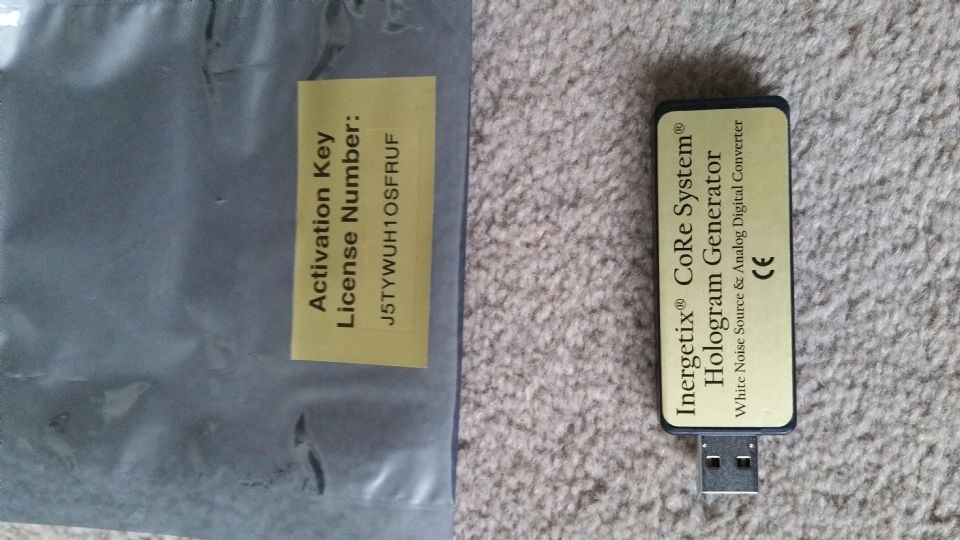 Activation Key
License Number:
J5TYWUH1OSFRUF
Inergetix® CoRe System®
Hologram Generator
White Noise Source & Analog Digital Converter
CE